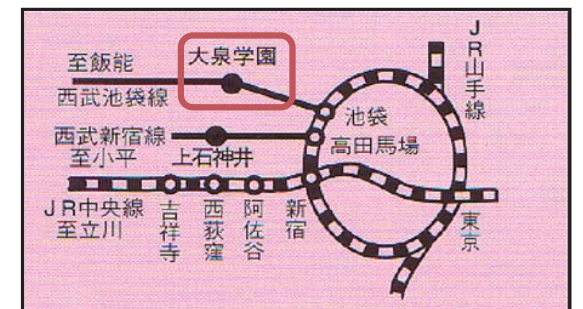 至飯能
西武池袋線
大泉学園
JR山手線
池袋
西武新宿線
至小平
上石神井
高田馬場
JR中央線
至立川
吉祥寺
西荻窪
阿佐谷
新宿
東京